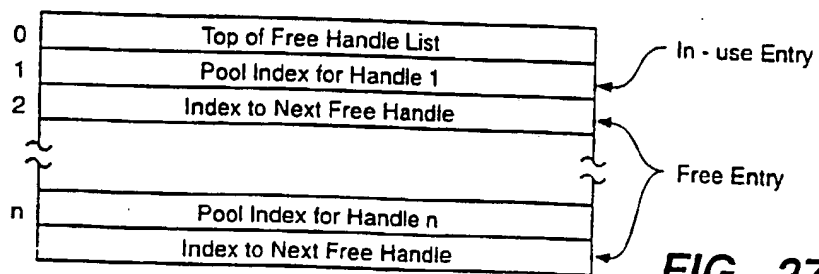 0 Top of Free Handle List
In - use Entry
1 Pool Index for Handle 1
2 Index to Next Free Handle
Free Entry
n Pool Index for Handle n
Index to Next Free Handle
FIG. 27